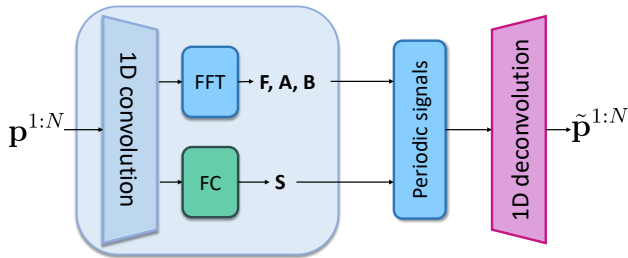 p^{1:N}
1D convolution
FFT
F, A, B
FC
S
Periodic signals
1D deconvolution
p̃^{1:N}